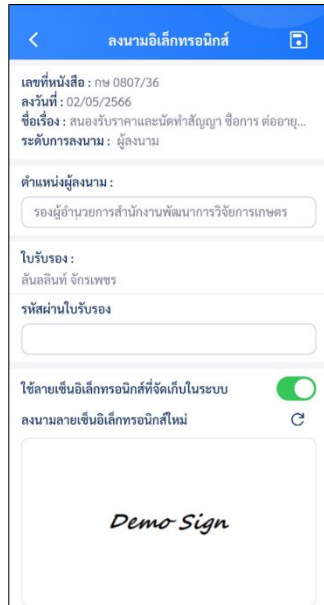 ลงนามอิเล็กทรอนิกส์
เลขที่หนังสือ : กษ 0807/36
ลงวันที่ : 02/05/2566
ชื่อเรื่อง : สนองรับราคาและนัดทำสัญญา ซื้อการ ต่ออายุ...
ระดับการลงนาม : ผู้ลงนาม
ตำแหน่งผู้ลงนาม :
รองผู้อำนวยการสำนักงานพัฒนาการวิจัยการเกษตร
ใบรับรอง :
ลันลลินท์ จักรเพชร
รหัสผ่านใบรับรอง
ใช้ลายเซ็นอิเล็กทรอนิกส์ที่จัดเก็บในระบบ
ลงนามลายเซ็นอิเล็กทรอนิกส์ใหม่
Demo Sign